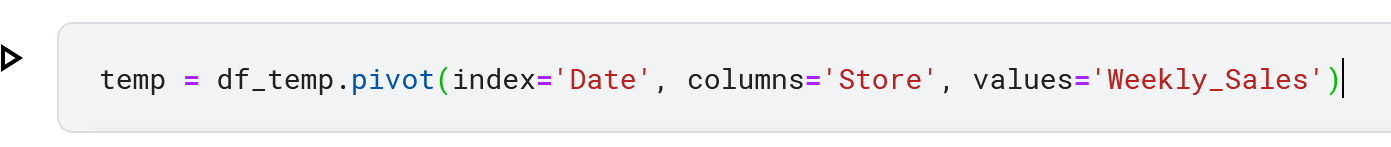 temp = df_temp.pivot(index='Date', columns='Store', values='Weekly_Sales')